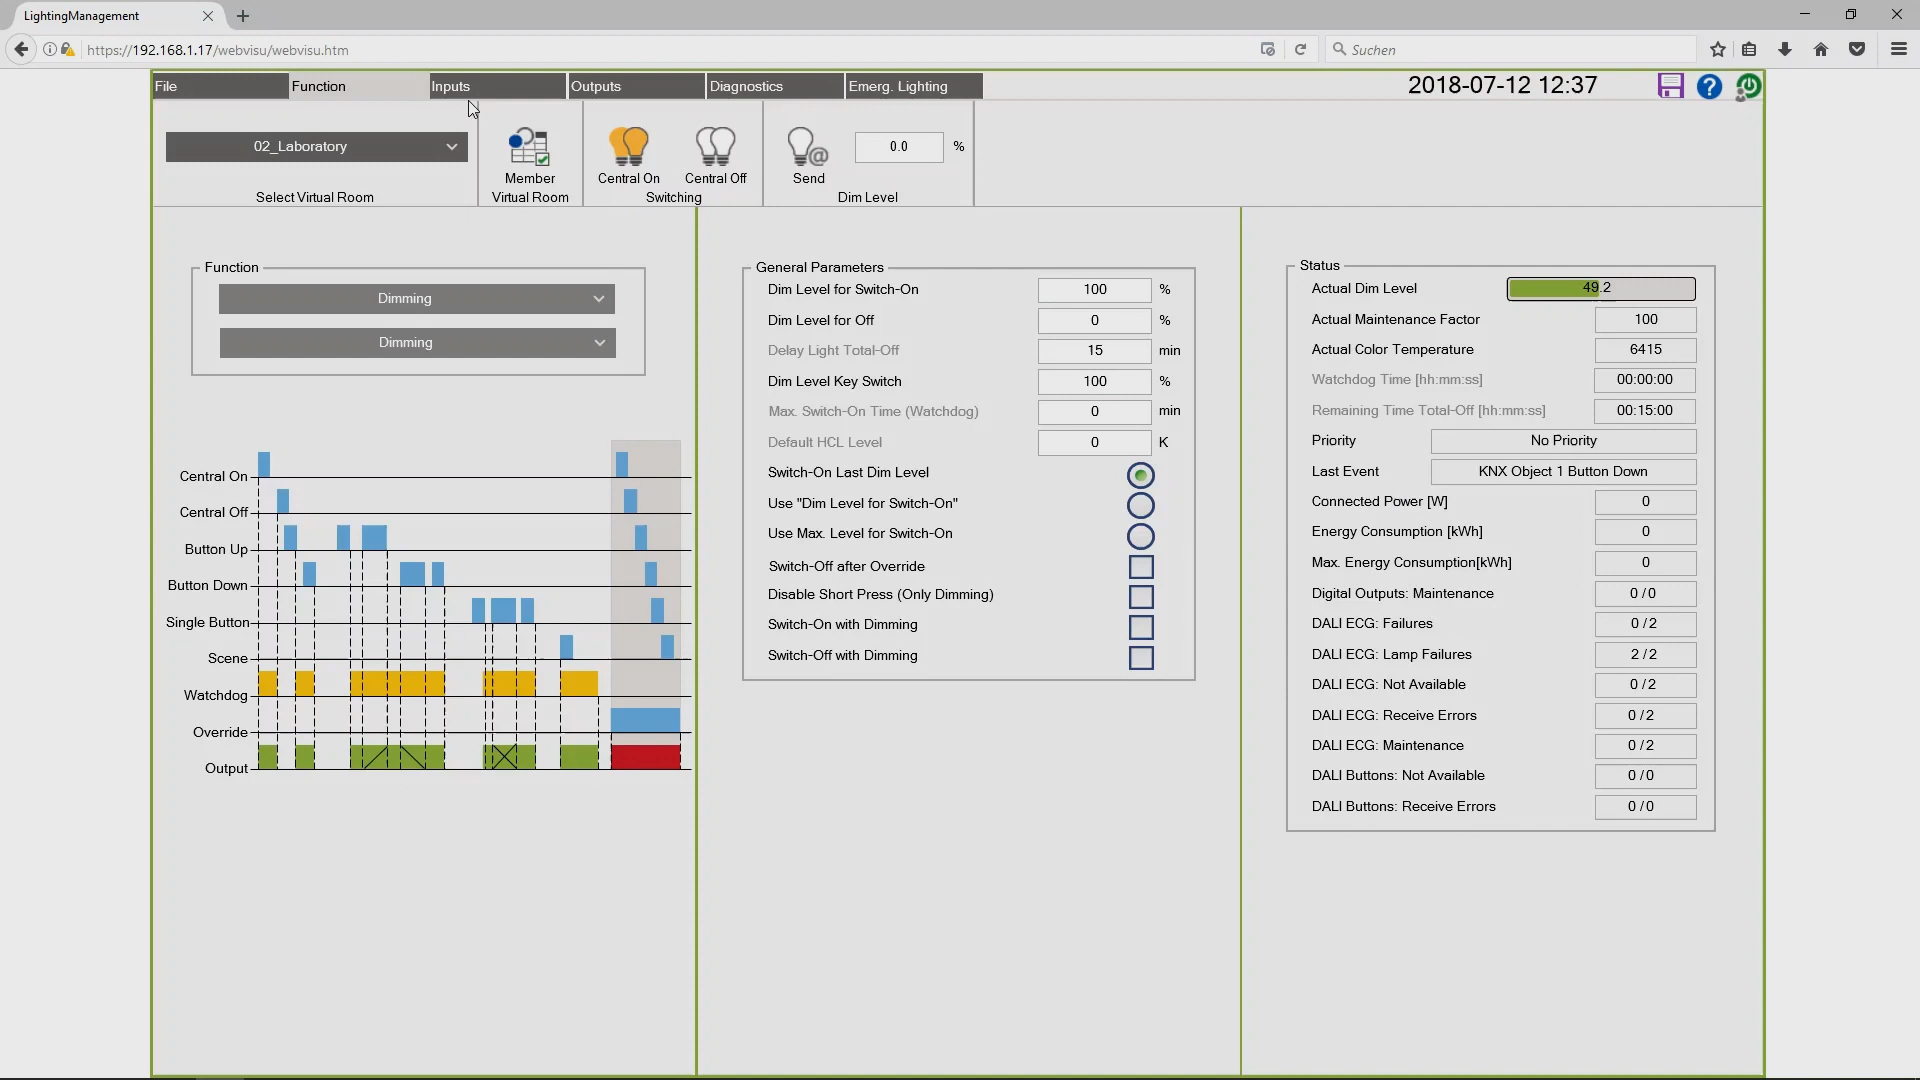 LightingManagement
https://192.168.1.17/webvisu/webvisu.htm
Suchen
File Function Inputs Outputs Diagnostics Emerg. Lighting 2018-07-12 12:37
02_Laboratory
Select Virtual Room
Member
Virtual Room
Central On Central Off
Switching
Send 0.0 %
Dim Level
Function
Dimming
Dimming
Central On
Central Off
Button Up
Button Down
Single Button
Scene
Watchdog
Override
Output
General Parameters
Dim Level for Switch-On 100 %
Dim Level for Off 0 %
Delay Light Total-Off 15 min
Dim Level Key Switch 100 %
Max. Switch-On Time (Watchdog) 0 min
Default HCL Level 0 K
Switch-On Last Dim Level
Use "Dim Level for Switch-On"
Use Max. Level for Switch-On
Switch-Off after Override
Disable Short Press (Only Dimming)
Switch-On with Dimming
Switch-Off with Dimming
Status
Actual Dim Level 49.2
Actual Maintenance Factor 100
Actual Color Temperature 6415
Watchdog Time [hh:mm:ss] 00:00:00
Remaining Time Total-Off [hh:mm:ss] 00:15:00
Priority No Priority
Last Event KNX Object 1 Button Down
Connected Power [W] 0
Energy Consumption [kWh] 0
Max. Energy Consumption[kWh] 0
Digital Outputs: Maintenance 0 / 0
DALI ECG: Failures 0 / 2
DALI ECG: Lamp Failures 2 / 2
DALI ECG: Not Available 0 / 2
DALI ECG: Receive Errors 0 / 2
DALI ECG: Maintenance 0 / 2
DALI Buttons: Not Available 0 / 0
DALI Buttons: Receive Errors 0 / 0